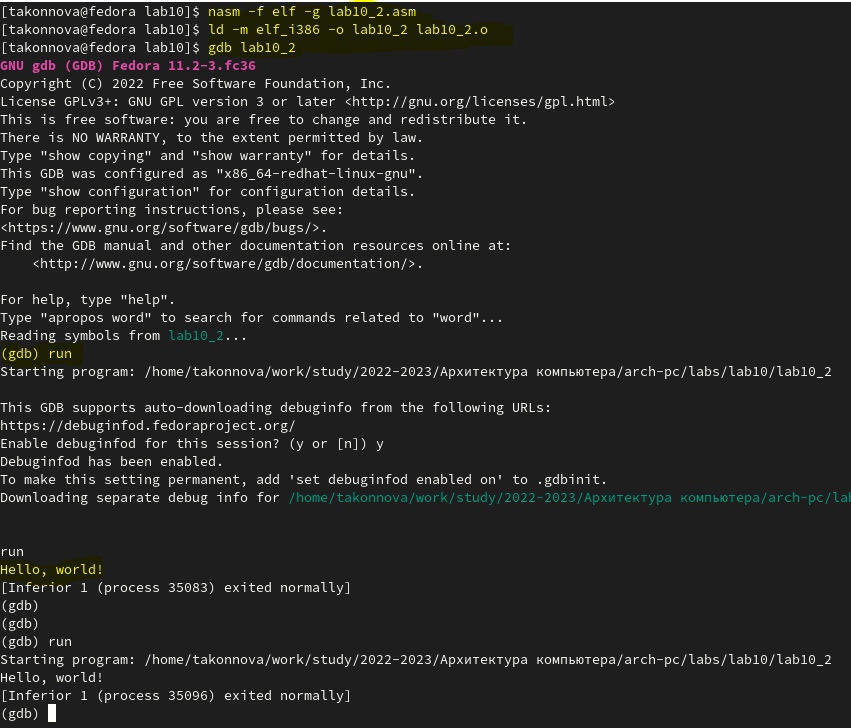 [takonnova@fedora lab10]$ nasm -f elf -g lab10_2.asm
[takonnova@fedora lab10]$ ld -m elf_i386 -o lab10_2 lab10_2.o
[takonnova@fedora lab10]$ gdb lab10_2
GNU gdb (GDB) Fedora 11.2-3.fc36
Copyright (C) 2022 Free Software Foundation, Inc.
License GPLv3+: GNU GPL version 3 or later <http://gnu.org/licenses/gpl.html>
This is free software: you are free to change and redistribute it.
There is NO WARRANTY, to the extent permitted by law.
Type "show copying" and "show warranty" for details.
This GDB was configured as "x86_64-redhat-linux-gnu".
Type "show configuration" for configuration details.
For bug reporting instructions, please see:
<https://www.gnu.org/software/gdb/bugs/>.
Find the GDB manual and other documentation resources online at:
    <http://www.gnu.org/software/gdb/documentation/>.
For help, type "help".
Type "apropos word" to search for commands related to "word"...
Reading symbols from lab10_2...
(gdb) run
Starting program: /home/takonnova/work/study/2022-2023/Архитектура компьютера/arch-pc/labs/lab10/lab10_2
This GDB supports auto-downloading debuginfo from the following URLs:
https://debuginfod.fedoraproject.org/
Enable debuginfod for this session? (y or [n]) y
Debuginfod has been enabled.
To make this setting permanent, add 'set debuginfod enabled on' to .gdbinit.
Downloading separate debug info for /home/takonnova/work/study/2022-2023/Архитектура компьютера/arch-pc/lab
run
Hello, world!
[Inferior 1 (process 35083) exited normally]
(gdb)
(gdb)
(gdb) run
Starting program: /home/takonnova/work/study/2022-2023/Архитектура компьютера/arch-pc/labs/lab10/lab10_2
Hello, world!
[Inferior 1 (process 35096) exited normally]
(gdb)